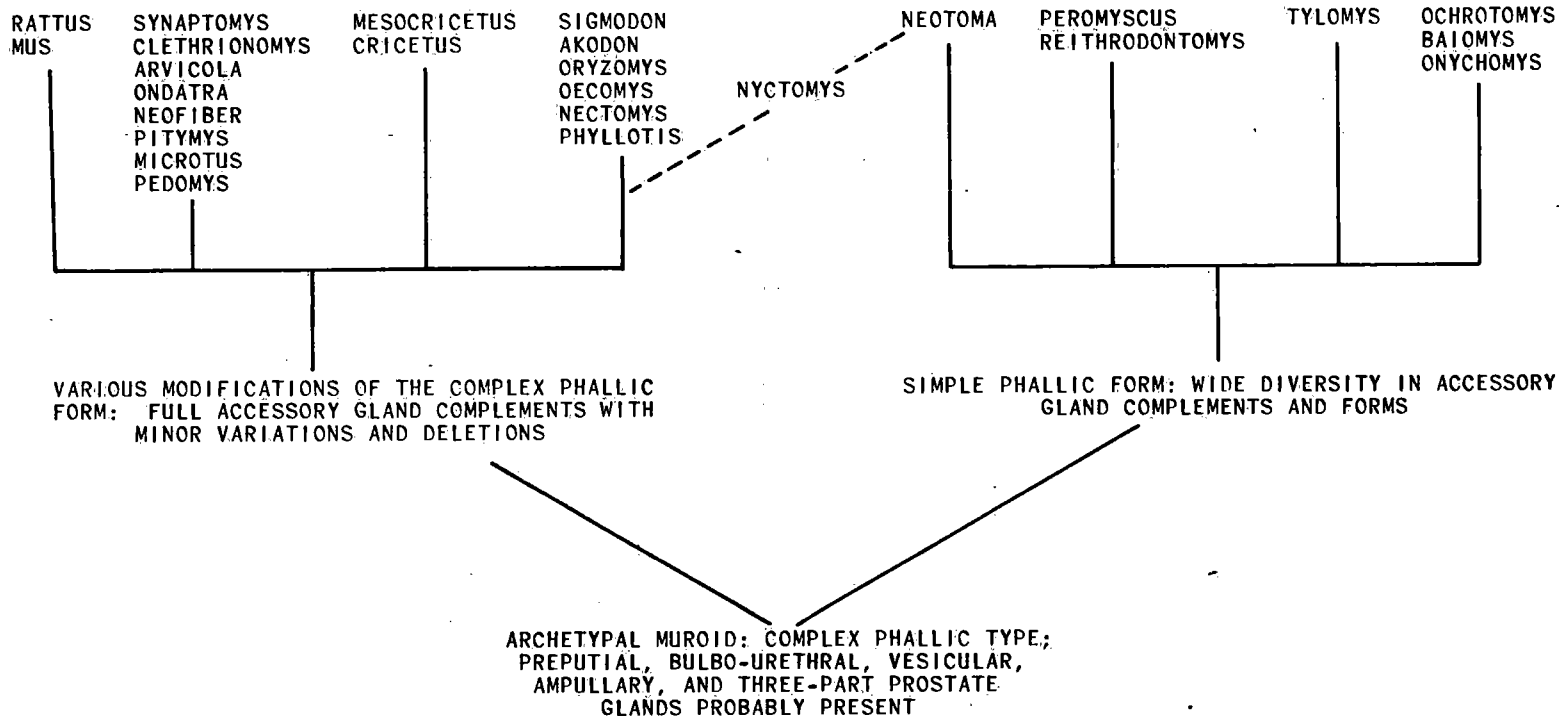 RATTUS
MUS
SYNAPTOMYS
CLETHRIONOMYS
ARVICOLA
ONDATRA
NEOFIBER
PITYMYS
MICROTUS
PEDOMYS
MESOCRICETUS
CRICETUS
SIGMODON
AKODON
ORYZOMYS
OECOMYS
NECTOMYS
PHYLLOTIS
NYCTOMYS
NEOTOMA
PEROMYSCUS
REITHRODONTOMYS
TYLOMYS
OCHROTOMYS
BAIOMYS
ONYCHOMYS
VARIOUS MODIFICATIONS OF THE COMPLEX PHALLIC
FORM: FULL ACCESSORY GLAND COMPLEMENTS WITH
MINOR VARIATIONS AND DELETIONS
SIMPLE PHALLIC FORM: WIDE DIVERSITY IN ACCESSORY
GLAND COMPLEMENTS AND FORMS
ARCHETYPAL MUROID: COMPLEX PHALLIC TYPE;
PREPUTIAL, BULBO-URETHRAL, VESICULAR,
AMPULLARY, AND THREE-PART PROSTATE
GLANDS PROBABLY PRESENT